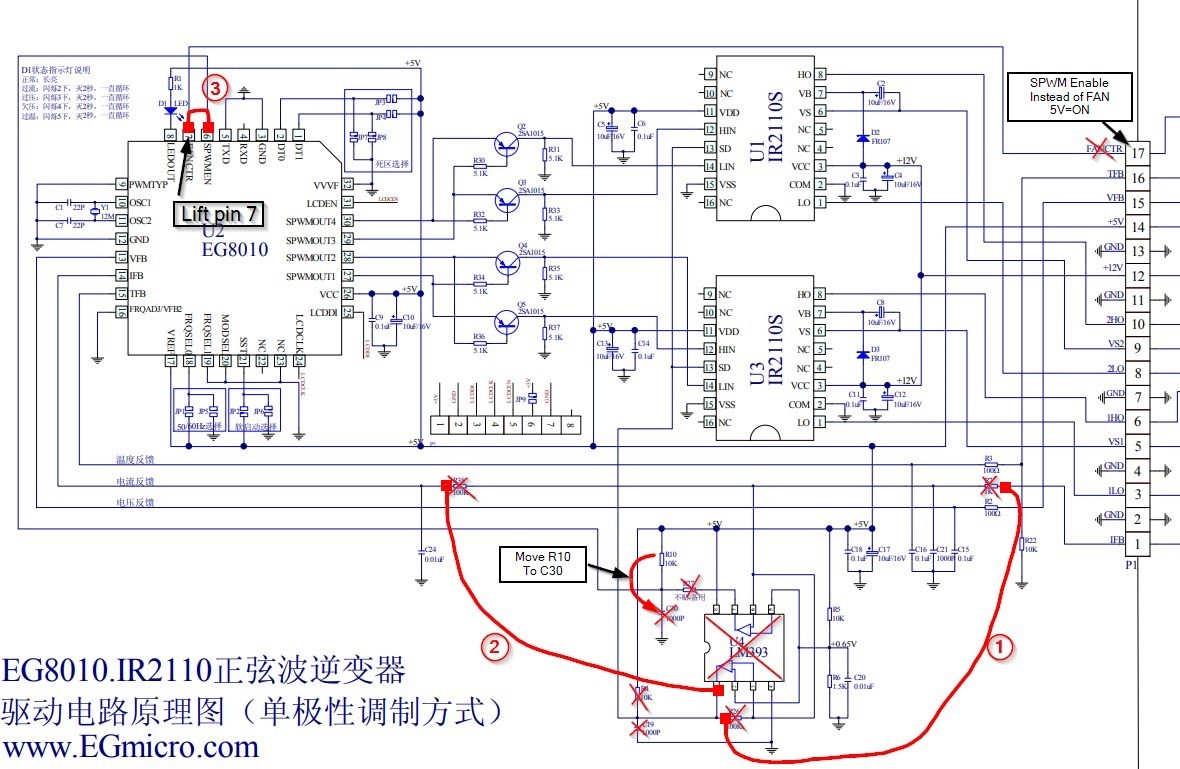 D1状态指示灯说明
正常：长亮
过流：闪烁2下，灭2秒，一直循环
过压：闪烁3下，灭2秒，一直循环
欠压：闪烁4下，灭2秒，一直循环
过温：闪烁5下，灭2秒，一直循环
R1
1K
D1 LED
3
+5V
JP3
JP4
JP7
JP8
死区选择
8 7 6 5 4 3 2 1
LEDOUT
SPWMEN
TXD
RXD
GND
DT0
DT1
Lift pin 7
U2
EG8010
9 PWMTYP
10 OSC1
11 OSC2
12 GND
13 VFB
14 IFB
15 TFB
16 FRQADJ/VFB2
VVVF 32
LCDEN 31
SPWMOUT4 30
SPWMOUT3 29
SPWMOUT2 28
SPWMOUT1 27
VCC 26
LCDDI 25
LCDEN
LCDDI
VREF
FRQSEL0
FRQSEL1
MODSEL
SST
NC
NC
LCDCLK
17 18 19 20 21 22 23 24
LCDCLK
C1 22P
C7 22P
Y1
12M
+5V
C9
0.1uF
C10
10uF/16V
JP1
JP5
50/60Hz选择
JP2
JP6
软启动选择
+5V
Q2
2SA1015
R30
5.1K
R31
5.1K
Q3
2SA1015
R32
5.1K
R33
5.1K
Q4
2SA1015
R34
5.1K
R35
5.1K
Q5
2SA1015
R36
5.1K
R37
5.1K
JP9
1 2 3 4 5 6 7 8
+5V
C5
10uF/16V
C6
0.1uF
U1
IR2110S
9 NC
10 NC
11 VDD
12 HIN
13 SD
14 LIN
15 VSS
16 NC
HO 8
VB 7
VS 6
NC 5
NC 4
VCC 3
COM 2
LO 1
C2
10uF/16V
D2
FR107
+12V
C3
0.1uF
C4
10uF/16V
+5V
C13
10uF/16V
C14
0.1uF
U3
IR2110S
9 NC
10 NC
11 VDD
12 HIN
13 SD
14 LIN
15 VSS
16 NC
HO 8
VB 7
VS 6
NC 5
NC 4
VCC 3
COM 2
LO 1
C8
10uF/16V
D3
FR107
+12V
C11
0.1uF
C12
10uF/16V
SPWM Enable
Instead of FAN
5V=ON
FANCTR 17
TFB 16
VFB 15
+5V 14
GND 13
+12V 12
GND 11
2HO 10
VS2 9
2LO 8
GND 7
1HO 6
VS1 5
GND 4
1LO 3
GND 2
IFB 1
P1
温度反馈
电流反馈
电压反馈
R3
100Ω
R2
100Ω
R22
10K
C24
0.01uF
Move R10
To C30
R10
10K
+5V
+5V
C18
0.1uF
C17
10uF/16V
C16
0.1uF
C21
1000P
C15
0.1uF
U4
LM393
R5
10K
+0.65V
R6
1.5K
C20
0.01uF
C19
1000P
2
1
EG8010.IR2110正弦波逆变器
驱动电路原理图（单极性调制方式）
www.EGmicro.com